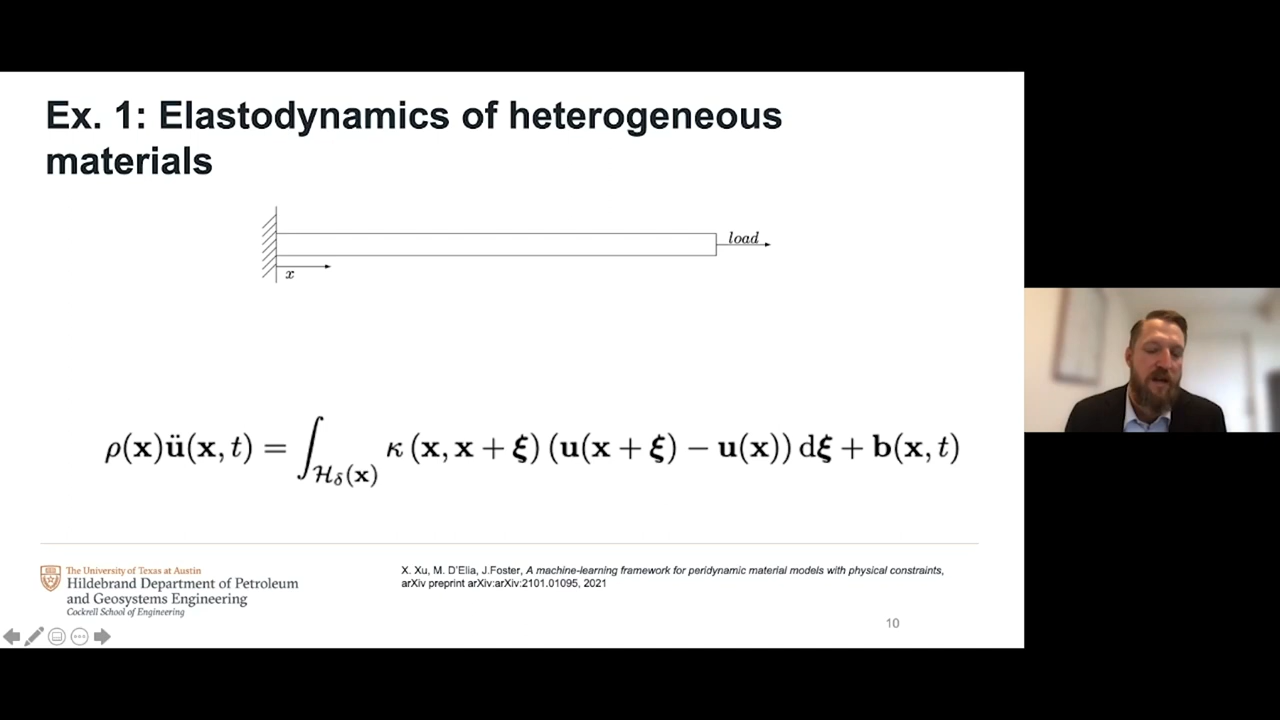 Ex. 1: Elastodynamics of heterogeneous
materials
load
x
ρ(x)ü(x, t) = ∫_{H_δ(x)} κ (x, x + ξ) (u(x + ξ) − u(x)) dξ + b(x, t)
The University of Texas at Austin
Hildebrand Department of Petroleum
and Geosystems Engineering
Cockrell School of Engineering
X. Xu, M. D'Elia, J.Foster, A machine-learning framework for peridynamic material models with physical constraints,
arXiv preprint arXiv:arXiv:2101.01095, 2021
10